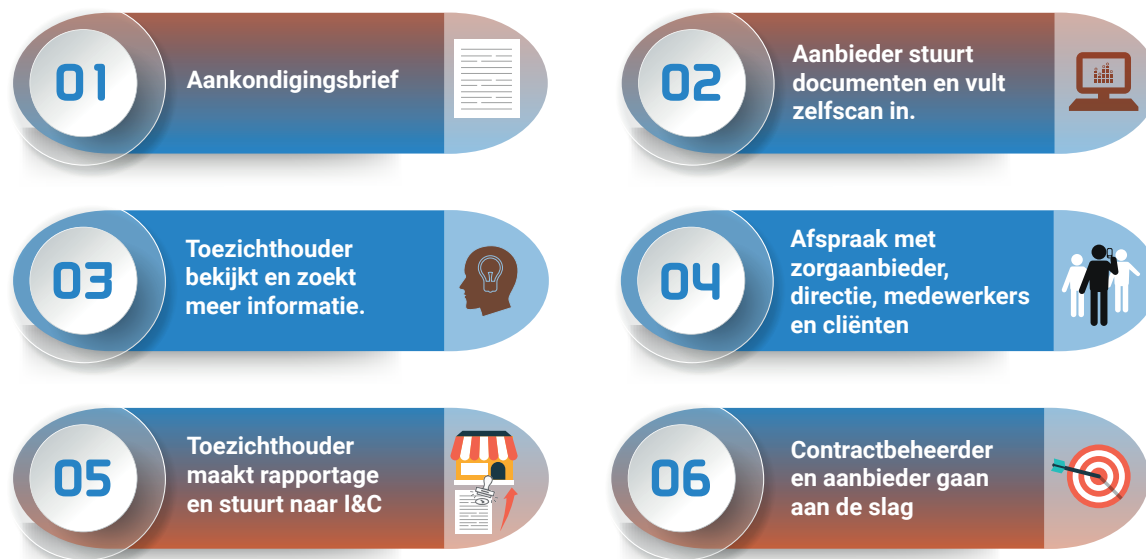 01
Aankondigingsbrief
02
Aanbieder stuurt
documenten en vult
zelfscan in.
03
Toezichthouder
bekijkt en zoekt
meer informatie.
04
Afspraak met
zorgaanbieder,
directie, medewerkers
en cliënten
05
Toezichthouder
maakt rapportage
en stuurt naar I&C
06
Contractbeheerder
en aanbieder gaan
aan de slag